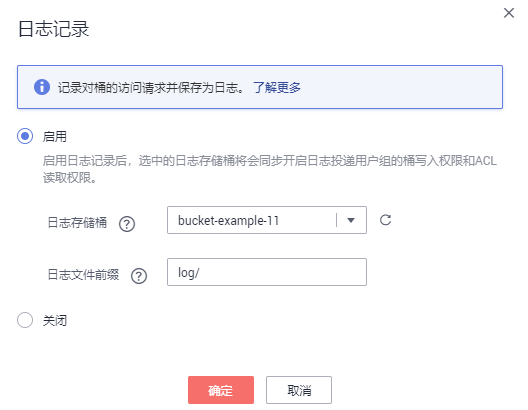 日志记录
记录对桶的访问请求并保存为日志。 了解更多
启用
启用日志记录后，选中的日志存储桶将会同步开启日志投递用户组的桶写入权限和ACL
读取权限。
日志存储桶 bucket-example-11
日志文件前缀 log/
关闭
确定 取消